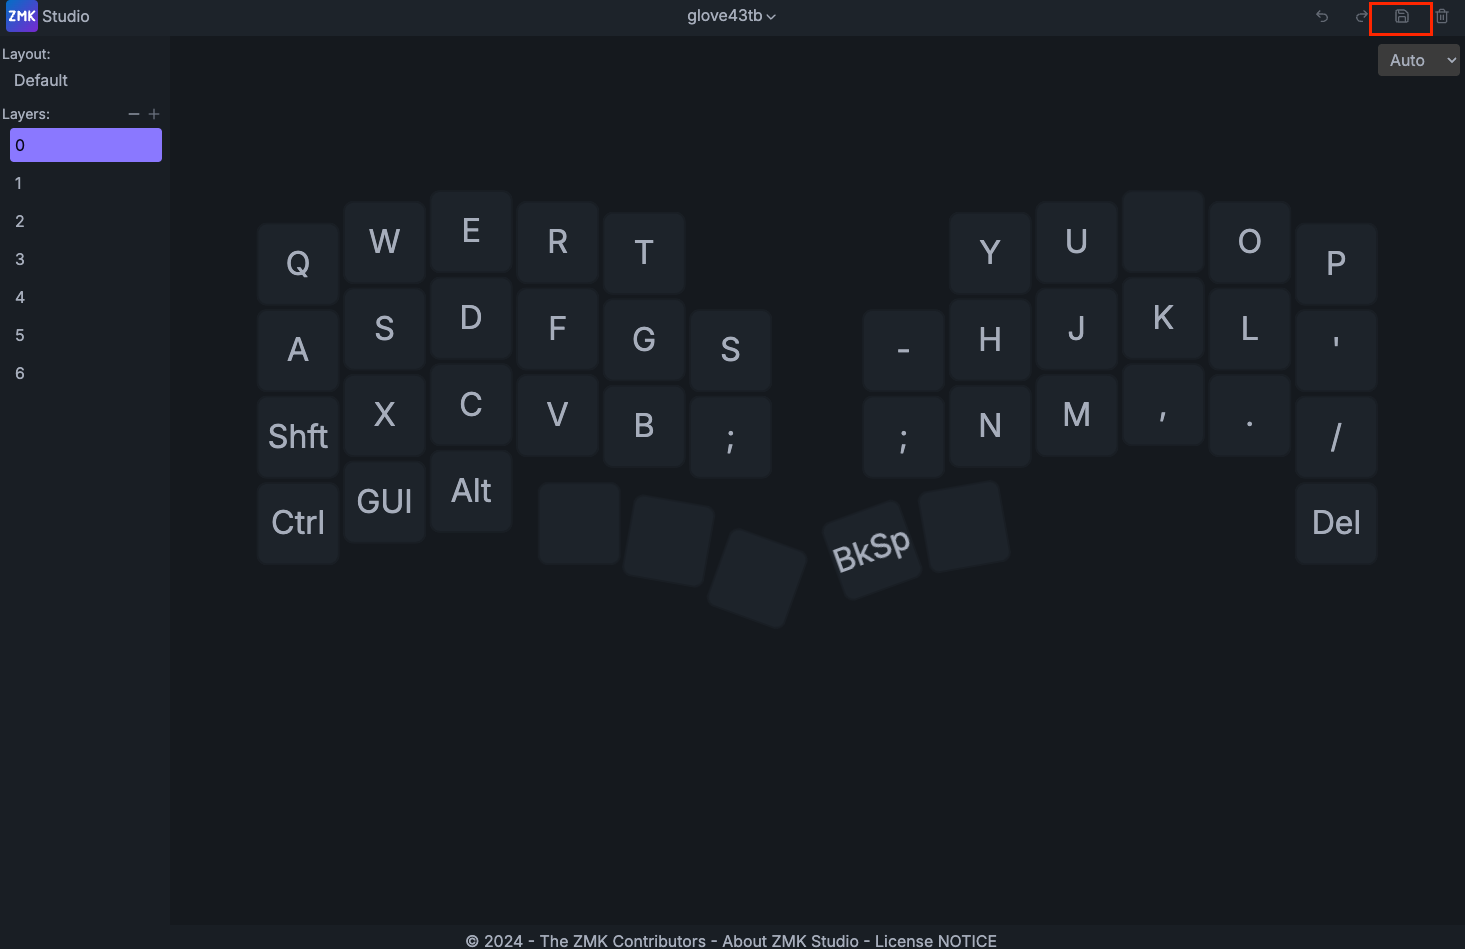 ZMK Studio
glove43tb
Layout:
Default
Auto
Layers:
0
1
2
3
4
5
6
Q W E R T Y U O P
A S D F G S - H J K L '
Shft X C V B ; ; N M , . /
Ctrl GUI Alt BkSp Del
© 2024 - The ZMK Contributors - About ZMK Studio - License NOTICE